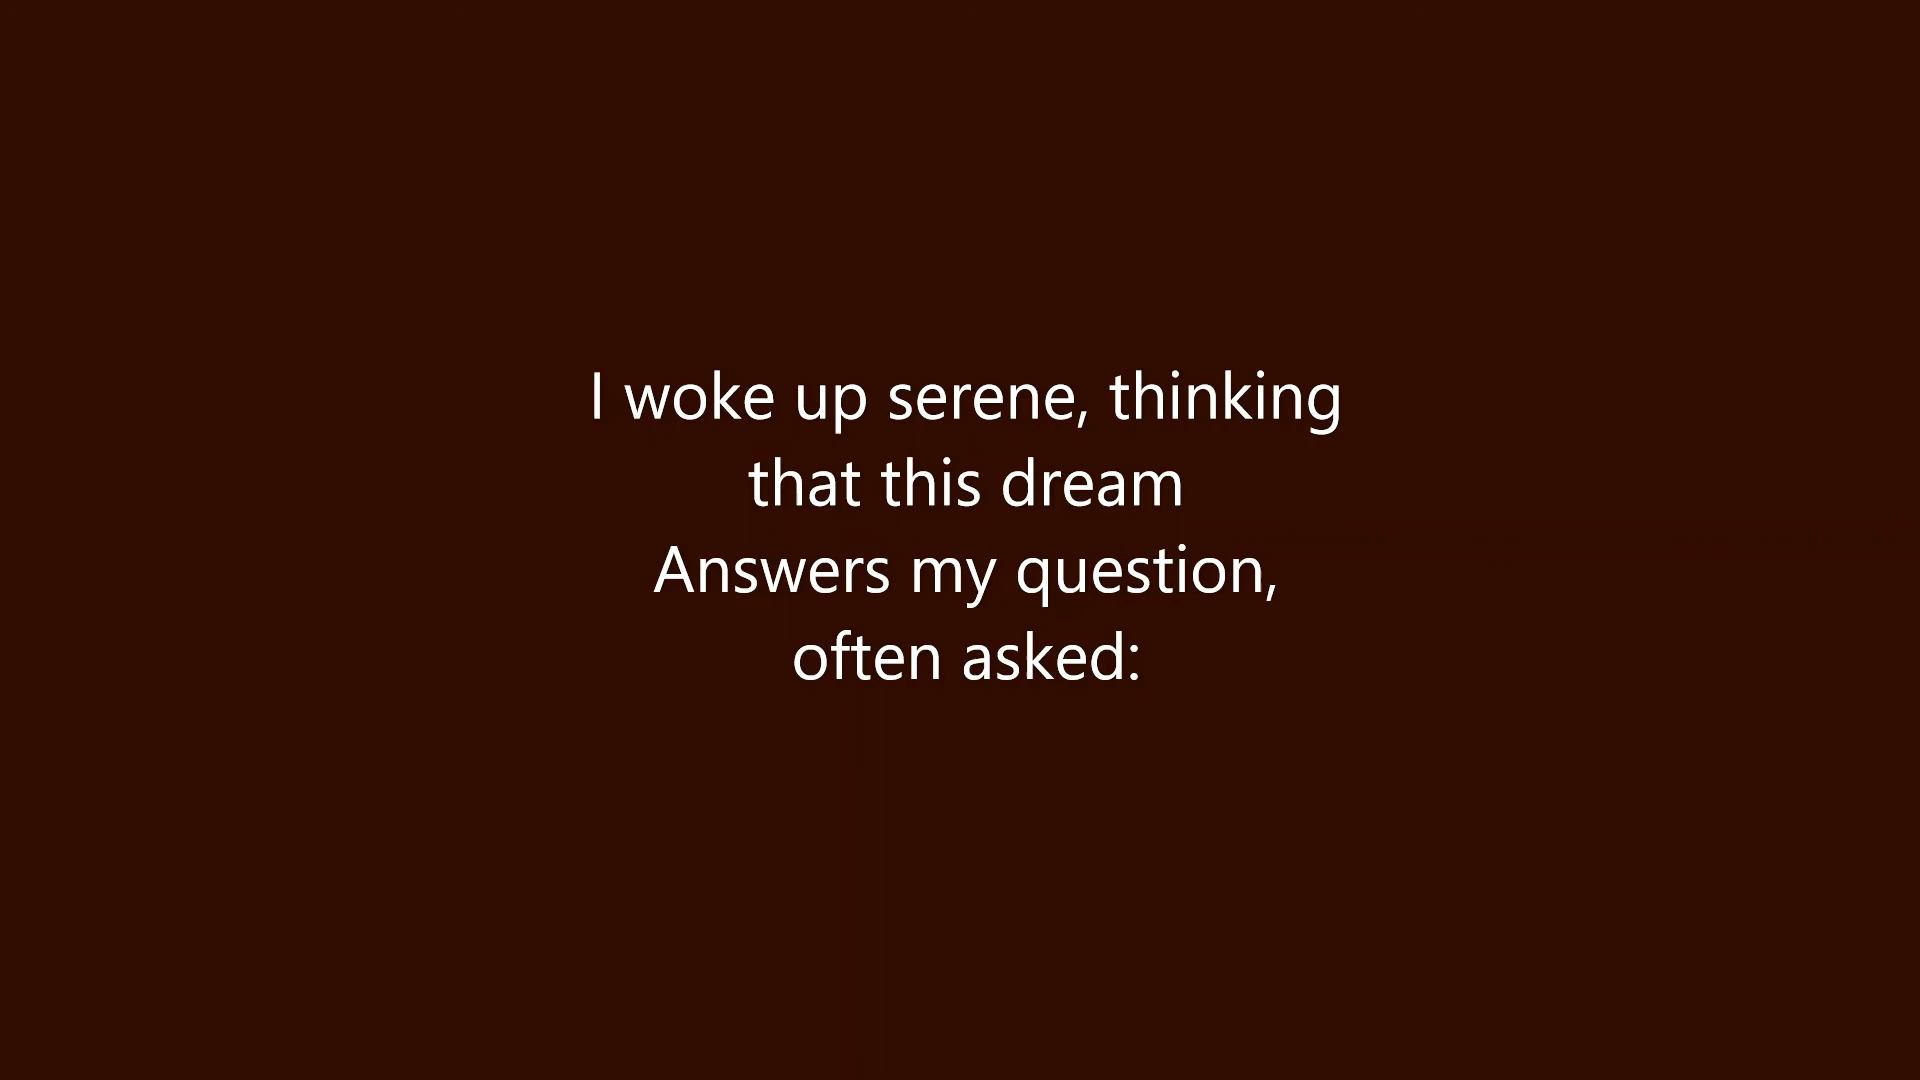 I woke up serene, thinking
that this dream
Answers my question,
often asked: